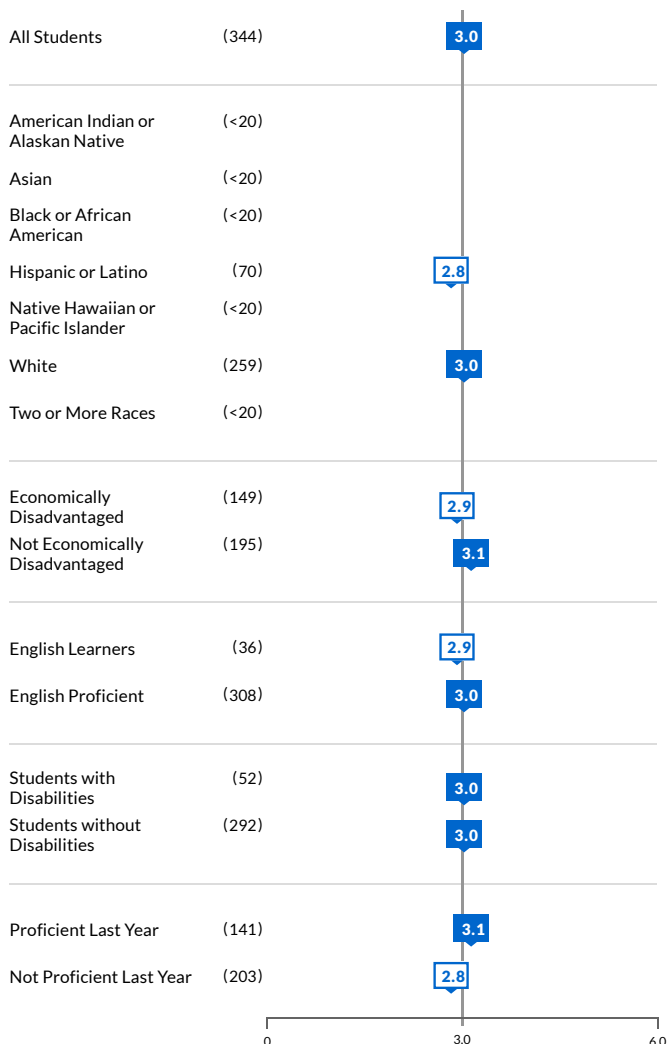 All Students (344) 3.0
American Indian or (<20)
Alaskan Native
Asian (<20)
Black or African (<20)
American
Hispanic or Latino (70) 2.8
Native Hawaiian or (<20)
Pacific Islander
White (259) 3.0
Two or More Races (<20)
Economically (149) 2.9
Disadvantaged
Not Economically (195) 3.1
Disadvantaged
English Learners (36) 2.9
English Proficient (308) 3.0
Students with (52) 3.0
Disabilities
Students without (292) 3.0
Disabilities
Proficient Last Year (141) 3.1
Not Proficient Last Year (203) 2.8
0 3.0 6.0